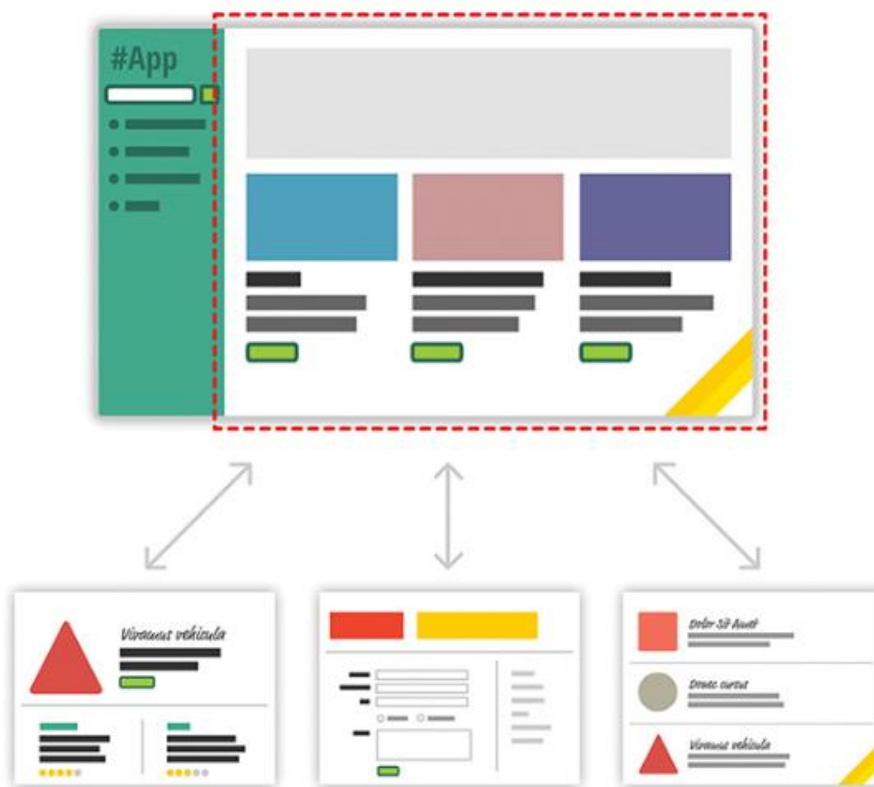 #App
Vivamus vehicula
Dolor Sit Amet
Donec cursus
Vivamus vehicula